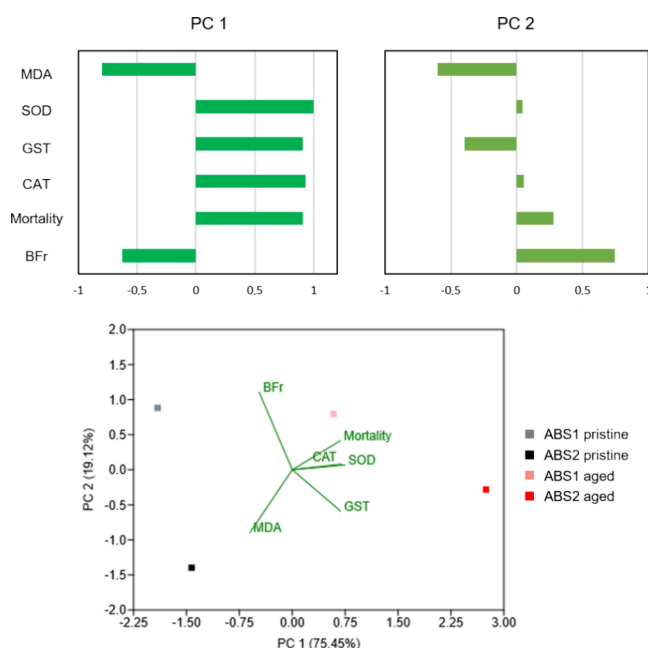 PC 1
PC 2
MDA
SOD
GST
CAT
Mortality
BFr
-1
-0,5
0
0,5
1
-1
-0,5
0
0,5
1
2.0
1.5
1.0
0.5
0.0
-0.5
-1.0
-1.5
-2.0
PC 2 (19.12%)
BFr
Mortality
CAT
SOD
GST
MDA
-2.25
-1.50
-0.75
0.00
0.75
1.50
2.25
3.00
PC 1 (75.45%)
ABS1 pristine
ABS2 pristine
ABS1 aged
ABS2 aged